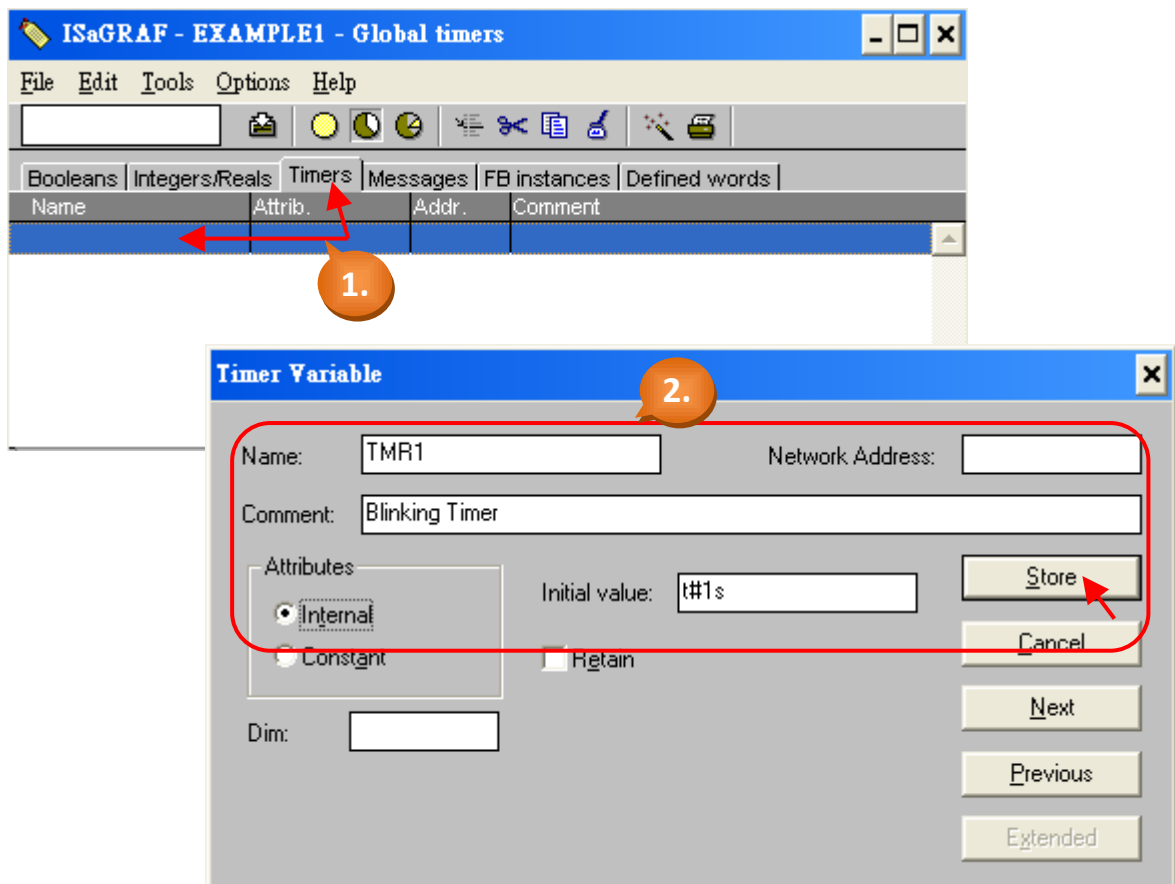 ISaGRAF - EXAMPLE1 - Global timers
File Edit Tools Options Help
Booleans Integers/Reals Timers Messages FB instances Defined words
Name Attrib. Addr. Comment
1.
Timer Variable
2.
Name: TMR1 Network Address:
Comment: Blinking Timer
Attributes
Internal
Constant
Initial value: t#1s
Retain
Store
Cancel
Dim:
Next
Previous
Extended